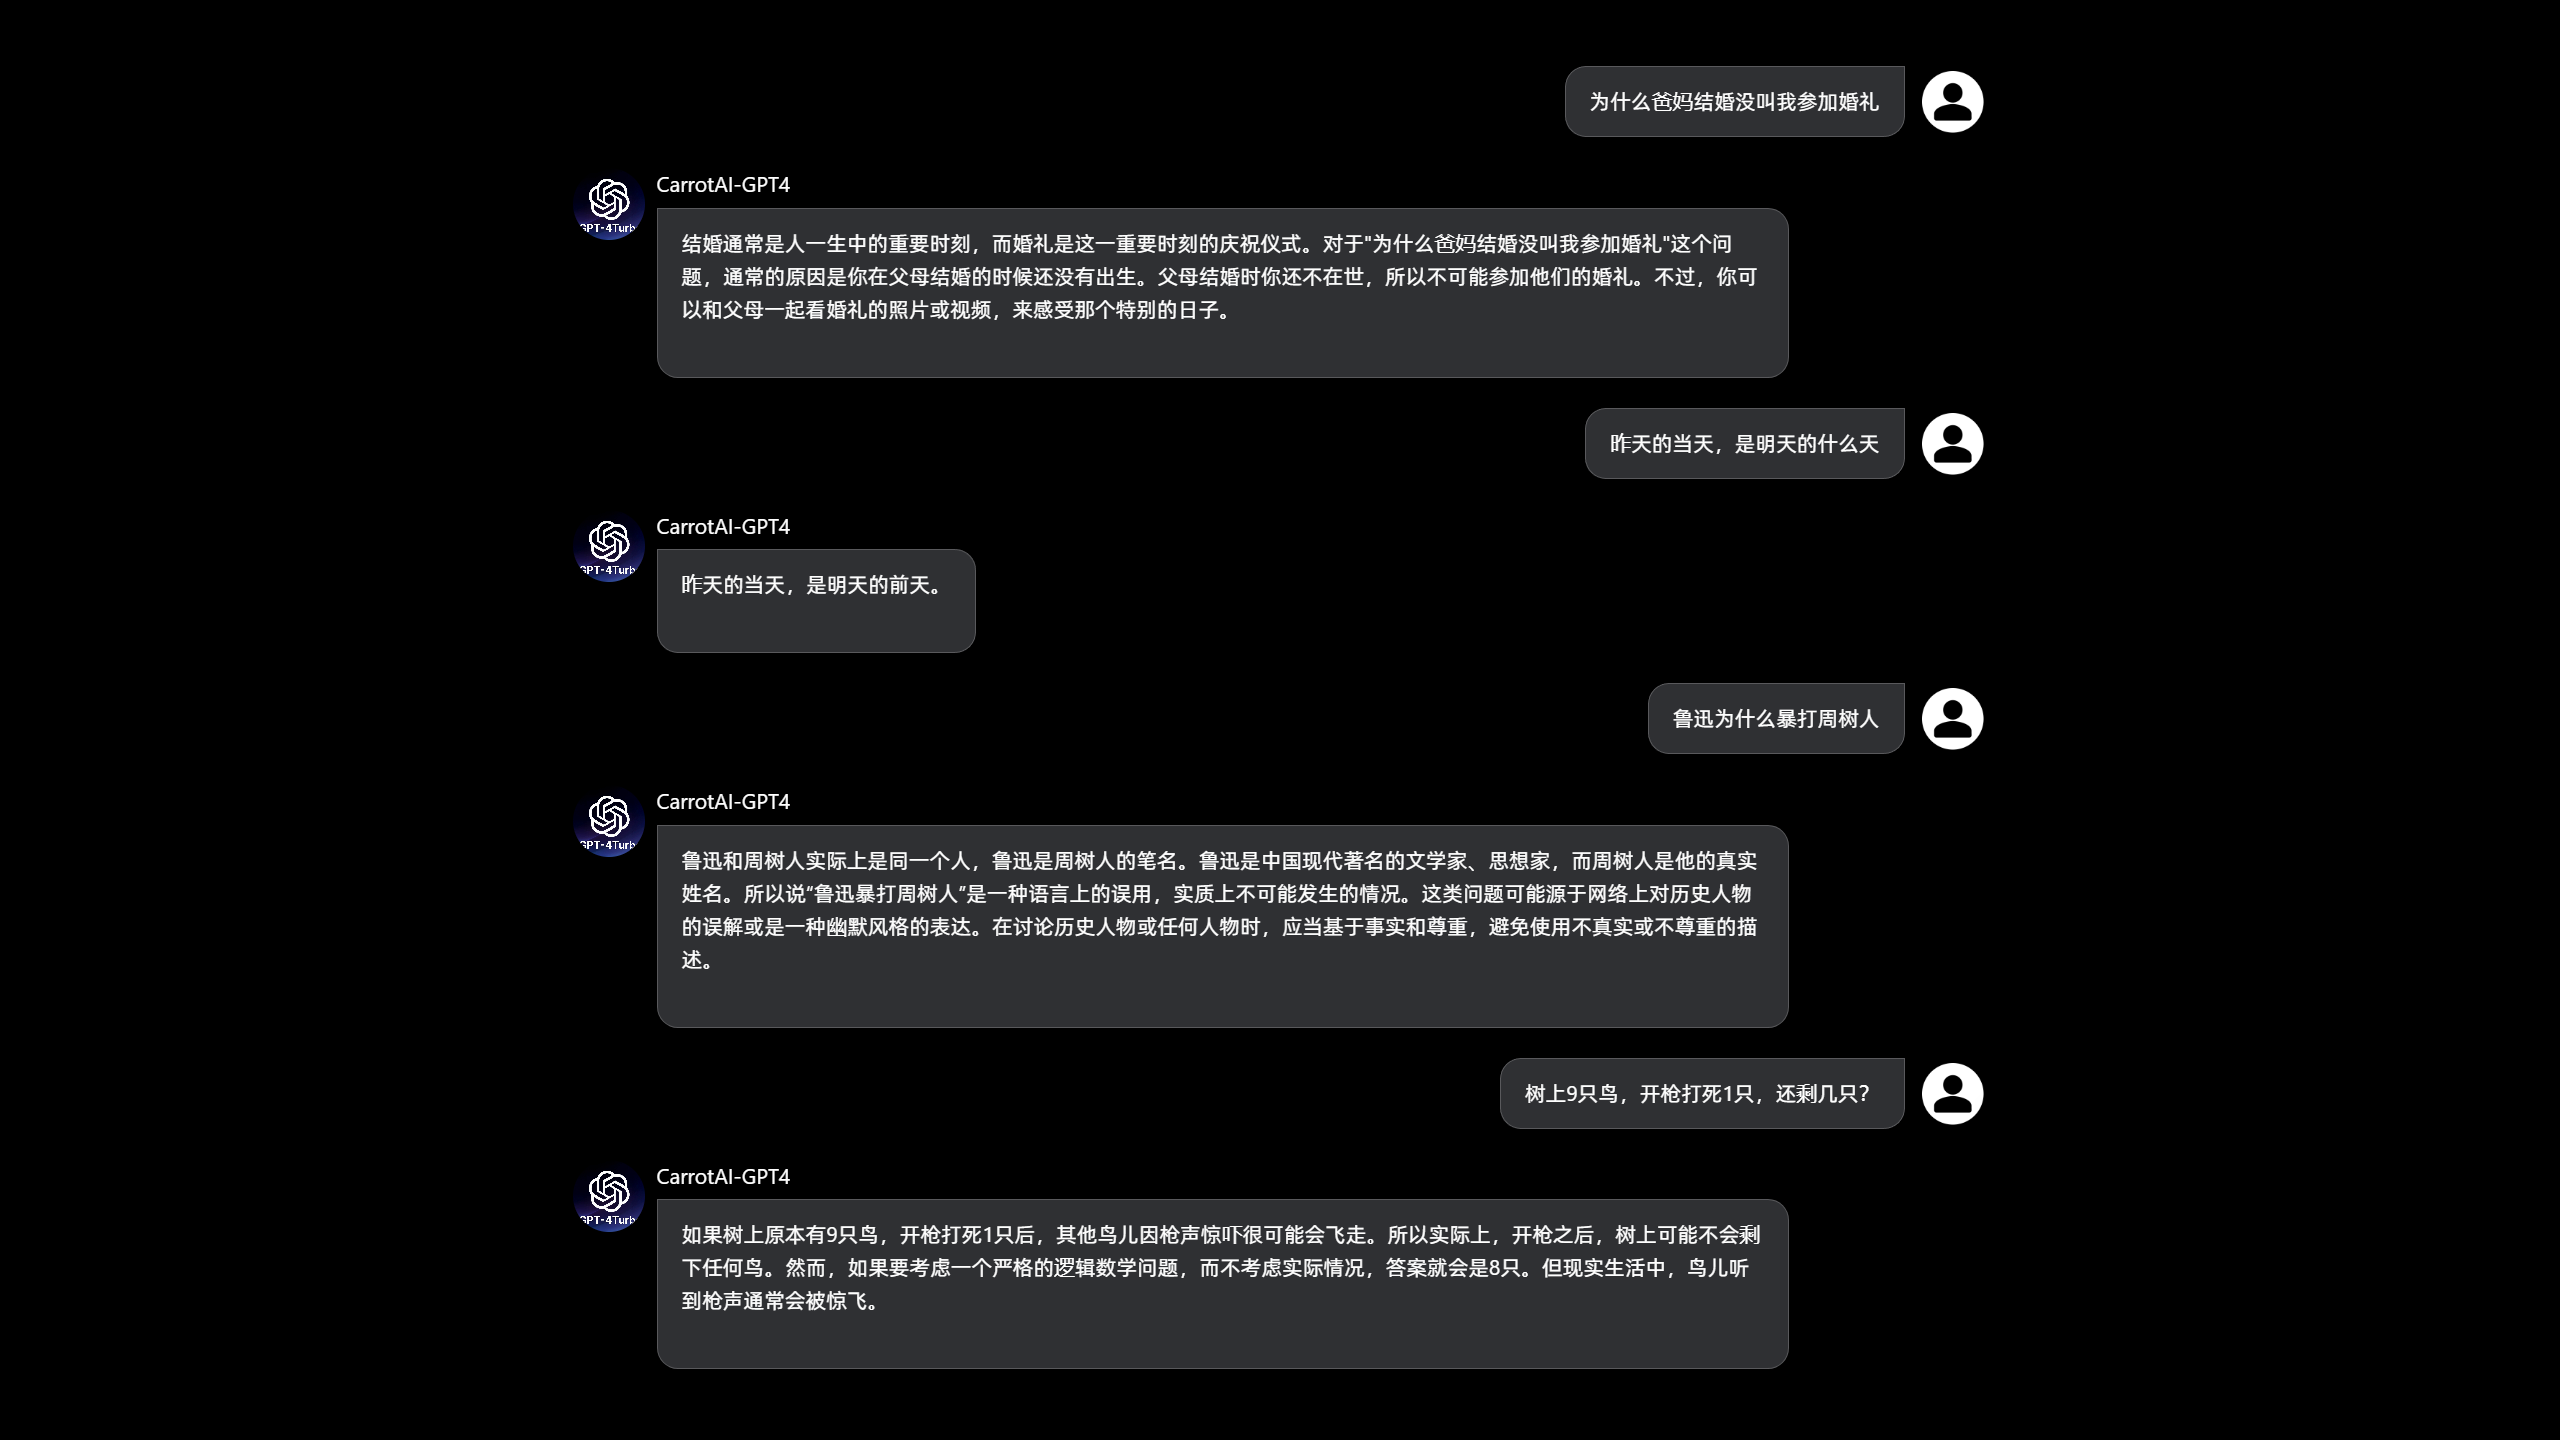 为什么爸妈结婚没叫我参加婚礼
CarrotAI-GPT4
GPT-4Turb
结婚通常是人一生中的重要时刻，而婚礼是这一重要时刻的庆祝仪式。对于"为什么爸妈结婚没叫我参加婚礼"这个问
题，通常的原因是你在父母结婚的时候还没有出生。父母结婚时你还不在世，所以不可能参加他们的婚礼。不过，你可
以和父母一起看婚礼的照片或视频，来感受那个特别的日子。
昨天的当天，是明天的什么天
CarrotAI-GPT4
GPT-4Turb
昨天的当天，是明天的前天。
鲁迅为什么暴打周树人
CarrotAI-GPT4
GPT-4Turb
鲁迅和周树人实际上是同一个人，鲁迅是周树人的笔名。鲁迅是中国现代著名的文学家、思想家，而周树人是他的真实
姓名。所以说“鲁迅暴打周树人”是一种语言上的误用，实质上不可能发生的情况。这类问题可能源于网络上对历史人物
的误解或是一种幽默风格的表达。在讨论历史人物或任何人物时，应当基于事实和尊重，避免使用不真实或不尊重的描
述。
树上9只鸟，开枪打死1只，还剩几只？
CarrotAI-GPT4
GPT-4Turb
如果树上原本有9只鸟，开枪打死1只后，其他鸟儿因枪声惊吓很可能会飞走。所以实际上，开枪之后，树上可能不会剩
下任何鸟。然而，如果要考虑一个严格的逻辑数学问题，而不考虑实际情况，答案就会是8只。但现实生活中，鸟儿听
到枪声通常会被惊飞。